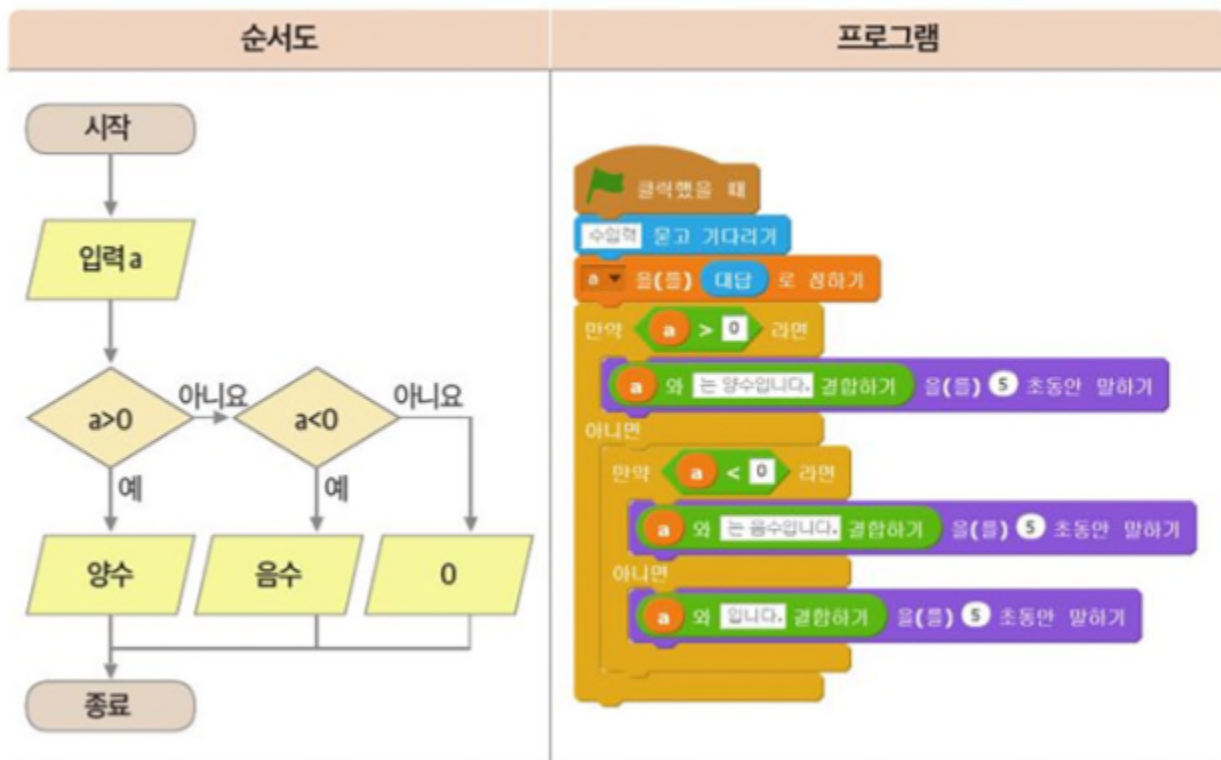 순서도
프로그램
시작
입력 a
a>0
아니요
a<0
아니요
예
예
양수
음수
0
종료
클릭했을 때
수입력 묻고 기다리기
a 을(를) 대답 로 정하기
만약 a > 0 라면
a 와 는 양수입니다. 결합하기 을(를) 5 초동안 말하기
아니면
만약 a < 0 라면
a 와 는 음수입니다. 결합하기 을(를) 5 초동안 말하기
아니면
a 와 입니다. 결합하기 을(를) 5 초동안 말하기